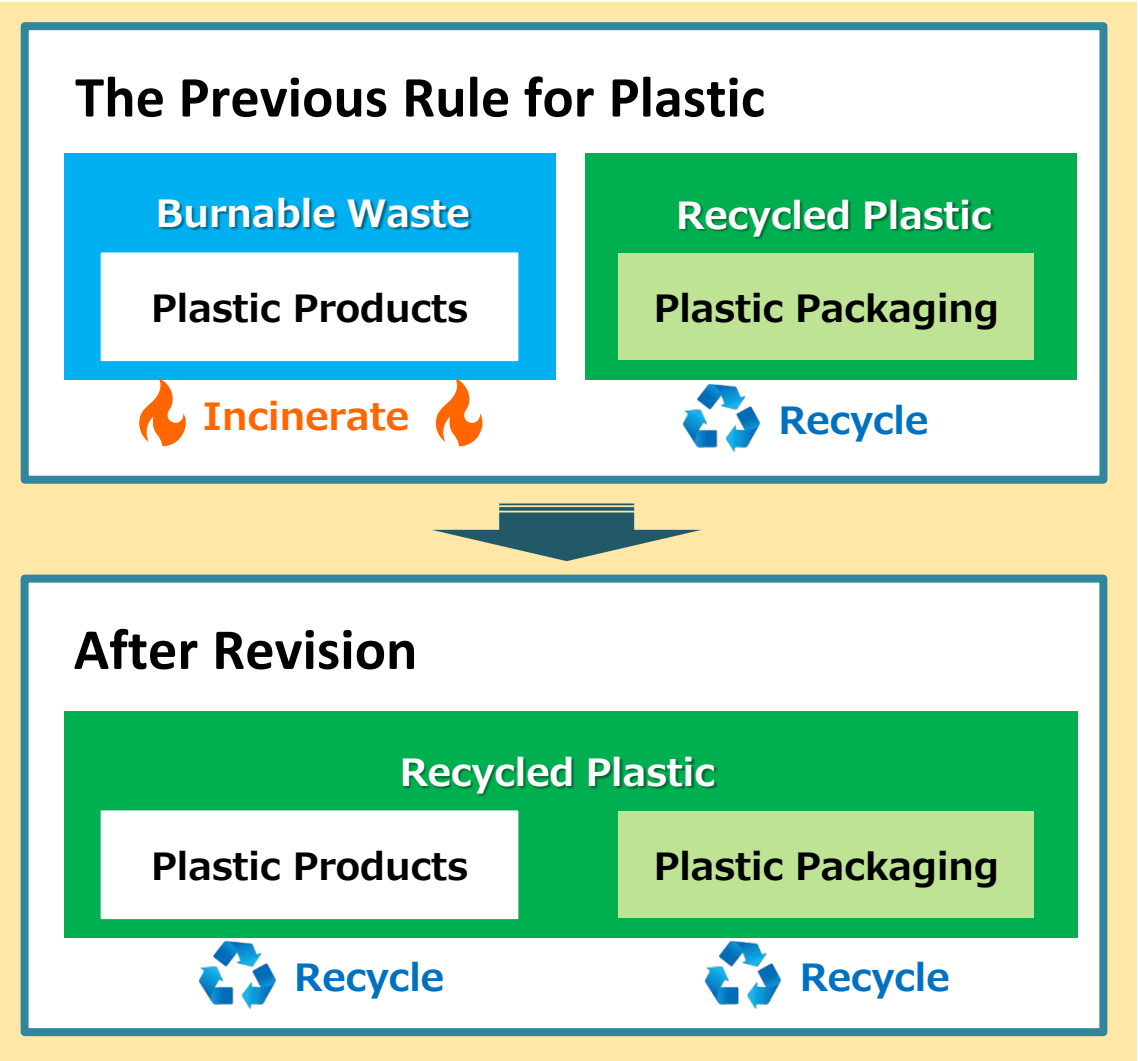 The Previous Rule for Plastic
Burnable Waste
Recycled Plastic
Plastic Products
Plastic Packaging
Incinerate
Recycle
After Revision
Recycled Plastic
Plastic Products
Plastic Packaging
Recycle
Recycle